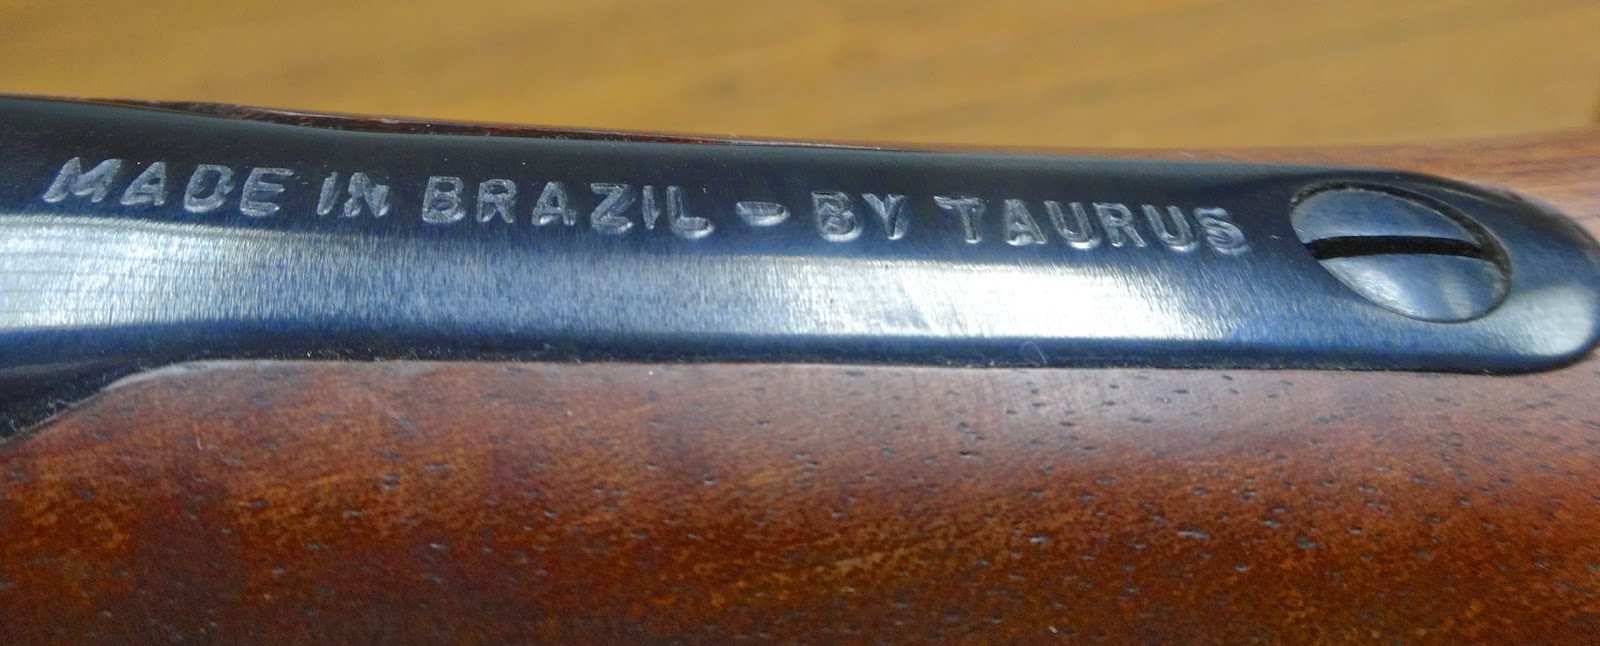 MADE IN BRAZIL - BY TAURUS